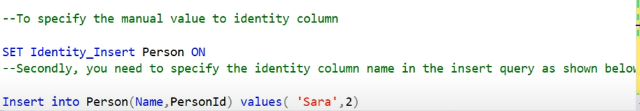 --To specify the manual value to identity column
SET Identity_Insert Person ON
--Secondly, you need to specify the identity column name in the insert query as shown below
Insert into Person(Name,PersonId) values( 'Sara',2)